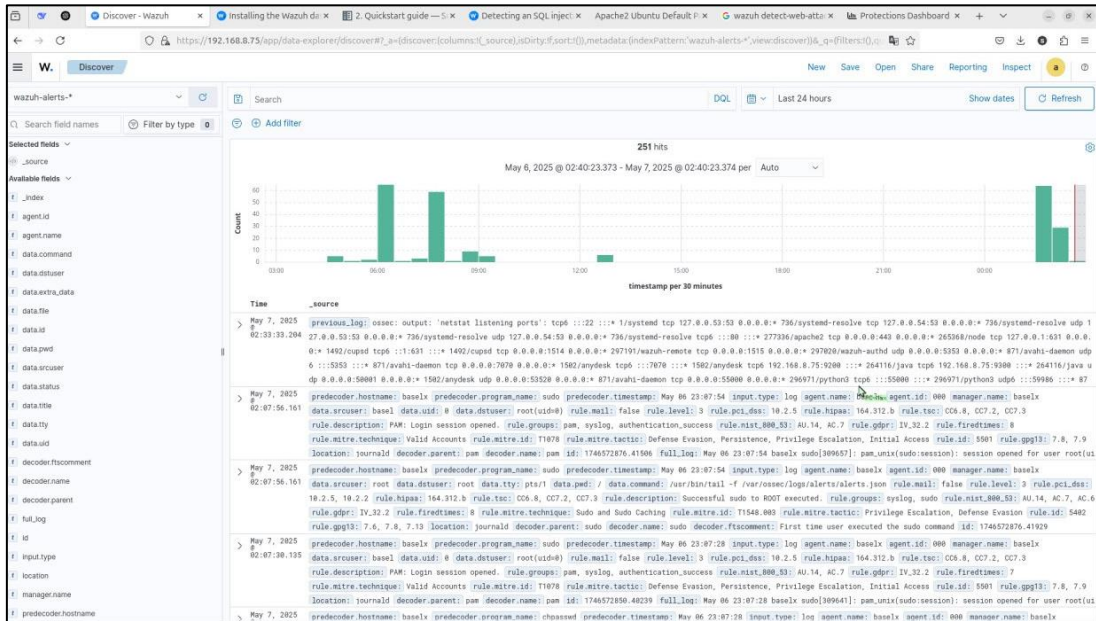 Discover - Wazuh
Installing the Wazuh da
2. Quickstart guide — S
Detecting an SQL inject
Apache2 Ubuntu Default P
wazuh detect-web-atta
Protections Dashboard
https://192.168.8.75/app/data-explorer/discover#?_a=(discover:(columns:!(_source),isDirty:!f,sort:!()),metadata:(indexPattern:'wazuh-alerts-*',view:discover))&_q=(filters:!(),q
W. Discover New Save Open Share Reporting Inspect a
wazuh-alerts-* Search DQL Last 24 hours Show dates Refresh
Search field names Filter by type 0 Add filter
Selected fields
_source
Available fields
_index
agent.id
agent.name
data.command
data.dstuser
data.extra_data
data.file
data.id
data.pwd
data.srcuser
data.status
data.title
data.tty
data.uid
decoder.ftscomment
decoder.name
decoder.parent
full_log
id
input.type
location
manager.name
predecoder.hostname
251 hits
May 6, 2025 @ 02:40:23.373 - May 7, 2025 @ 02:40:23.374 per Auto
Count
60
50
40
30
20
10
0
03:00 06:00 09:00 12:00 15:00 18:00 21:00 00:00
timestamp per 30 minutes
Time _source
May 7, 2025 @ 02:33:33.204
previous_log: ossec: output: 'netstat listening ports': tcp6 :::22 :::* 1/systemd tcp 127.0.0.53:53 0.0.0.0:* 736/systemd-resolve tcp 127.0.0.54:53 0.0.0.0:* 736/systemd-resolve udp 1
27.0.0.53:53 0.0.0.0:* 736/systemd-resolve udp 127.0.0.54:53 0.0.0.0:* 736/systemd-resolve tcp6 :::80 :::* 277336/apache2 tcp 0.0.0.0:443 0.0.0.0:* 265368/node tcp 127.0.0.1:631 0.0.0.
0:* 1492/cupsd tcp6 ::1:631 :::* 1492/cupsd tcp 0.0.0.0:1514 0.0.0.0:* 297191/wazuh-remote tcp 0.0.0.0:1515 0.0.0.0:* 297020/wazuh-authd udp 0.0.0.0:5353 0.0.0.0:* 871/avahi-daemon udp
6 :::5353 :::* 871/avahi-daemon tcp 0.0.0.0:7070 0.0.0.0:* 1502/anydesk tcp6 :::7070 :::* 1502/anydesk tcp6 192.168.8.75:9200 :::* 264116/java tcp6 192.168.8.75:9300 :::* 264116/java u
dp 0.0.0.0:50001 0.0.0.0:* 1502/anydesk udp 0.0.0.0:53520 0.0.0.0:* 871/avahi-daemon tcp 0.0.0.0:55000 0.0.0.0:* 296971/python3 tcp6 :::55000 :::* 296971/python3 udp6 :::59986 :::* 87
May 7, 2025 @ 02:07:56.161
predecoder.hostname: baselx predecoder.program_name: sudo predecoder.timestamp: May 06 23:07:54 input.type: log agent.name: baselx agent.id: 000 manager.name: baselx
data.srcuser: basel data.uid: 0 data.dstuser: root(uid=0) rule.mail: false rule.level: 3 rule.pci_dss: 10.2.5 rule.hipaa: 164.312.b rule.tsc: CC6.8, CC7.2, CC7.3
rule.description: PAM: Login session opened. rule.groups: pam, syslog, authentication_success rule.nist_800_53: AU.14, AC.7 rule.gdpr: IV_32.2 rule.firedtimes: 8
rule.mitre.technique: Valid Accounts rule.mitre.id: T1078 rule.mitre.tactic: Defense Evasion, Persistence, Privilege Escalation, Initial Access rule.id: 5501 rule.gpg13: 7.8, 7.9
location: journald decoder.parent: pam decoder.name: pam id: 1746572876.41506 full_log: May 06 23:07:54 baselx sudo[309657]: pam_unix(sudo:session): session opened for user root(ui
May 7, 2025 @ 02:07:56.161
predecoder.hostname: baselx predecoder.program_name: sudo predecoder.timestamp: May 06 23:07:54 input.type: log agent.name: baselx agent.id: 000 manager.name: baselx
data.srcuser: root data.dstuser: root data.tty: pts/1 data.pwd: / data.command: /usr/bin/tail -f /var/ossec/logs/alerts/alerts.json rule.mail: false rule.level: 3 rule.pci_dss:
10.2.5, 10.2.2 rule.hipaa: 164.312.b rule.tsc: CC6.8, CC7.2, CC7.3 rule.description: Successful sudo to ROOT executed. rule.groups: syslog, sudo rule.nist_800_53: AU.14, AC.7, AC.6
rule.gdpr: IV_32.2 rule.firedtimes: 8 rule.mitre.technique: Sudo and Sudo Caching rule.mitre.id: T1548.003 rule.mitre.tactic: Privilege Escalation, Defense Evasion rule.id: 5402
rule.gpg13: 7.6, 7.8, 7.13 location: journald decoder.parent: sudo decoder.name: sudo decoder.ftscomment: First time user executed the sudo command id: 1746572876.41929
May 7, 2025 @ 02:07:30.135
predecoder.hostname: baselx predecoder.program_name: sudo predecoder.timestamp: May 06 23:07:28 input.type: log agent.name: baselx agent.id: 000 manager.name: baselx
data.srcuser: basel data.uid: 0 data.dstuser: root(uid=0) rule.mail: false rule.level: 3 rule.pci_dss: 10.2.5 rule.hipaa: 164.312.b rule.tsc: CC6.8, CC7.2, CC7.3
rule.description: PAM: Login session opened. rule.groups: pam, syslog, authentication_success rule.nist_800_53: AU.14, AC.7 rule.gdpr: IV_32.2 rule.firedtimes: 7
rule.mitre.technique: Valid Accounts rule.mitre.id: T1078 rule.mitre.tactic: Defense Evasion, Persistence, Privilege Escalation, Initial Access rule.id: 5501 rule.gpg13: 7.8, 7.9
location: journald decoder.parent: pam decoder.name: pam id: 1746572850.40239 full_log: May 06 23:07:28 baselx sudo[309641]: pam_unix(sudo:session): session opened for user root(ui
May 7, 2025 predecoder.hostname: baselx predecoder.program_name: chpasswd predecoder.timestamp: May 06 23:07:28 input.type: log agent.name: baselx agent.id: 000 manager.name: baselx